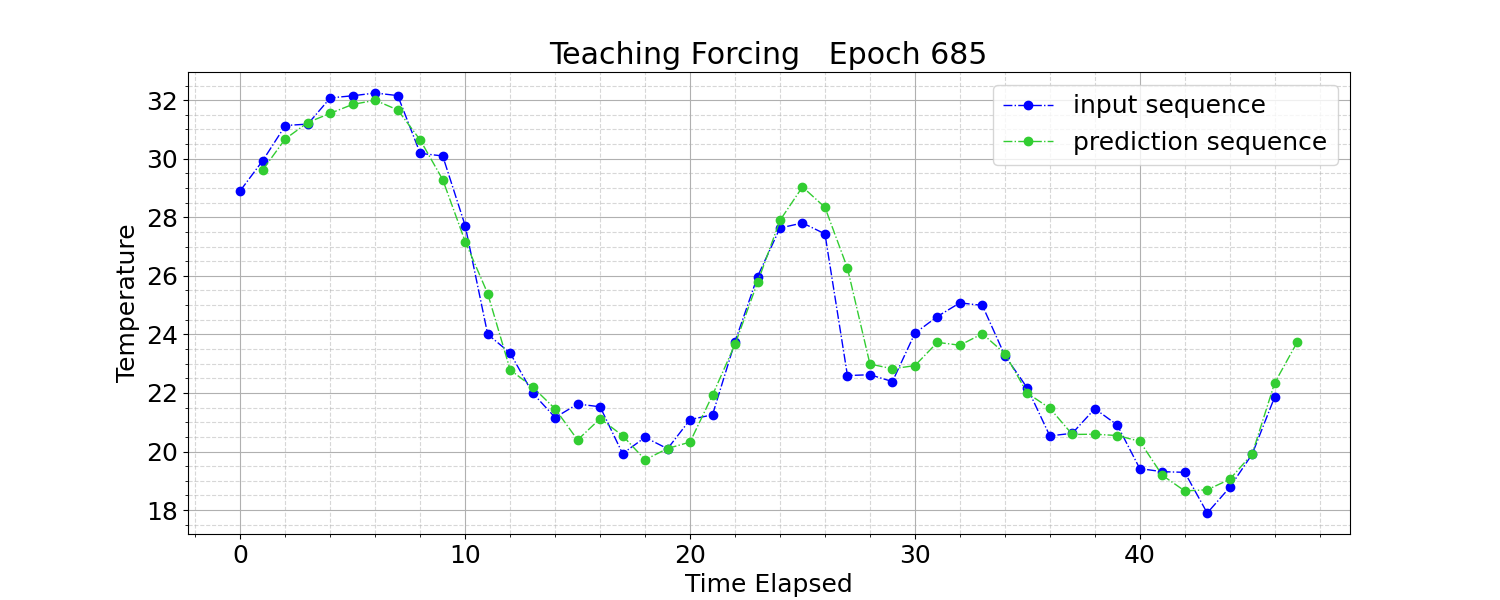 Teaching Forcing   Epoch 685
input sequence
prediction sequence
Temperature
32
30
28
26
24
22
20
18
0 10 20 30 40
Time Elapsed